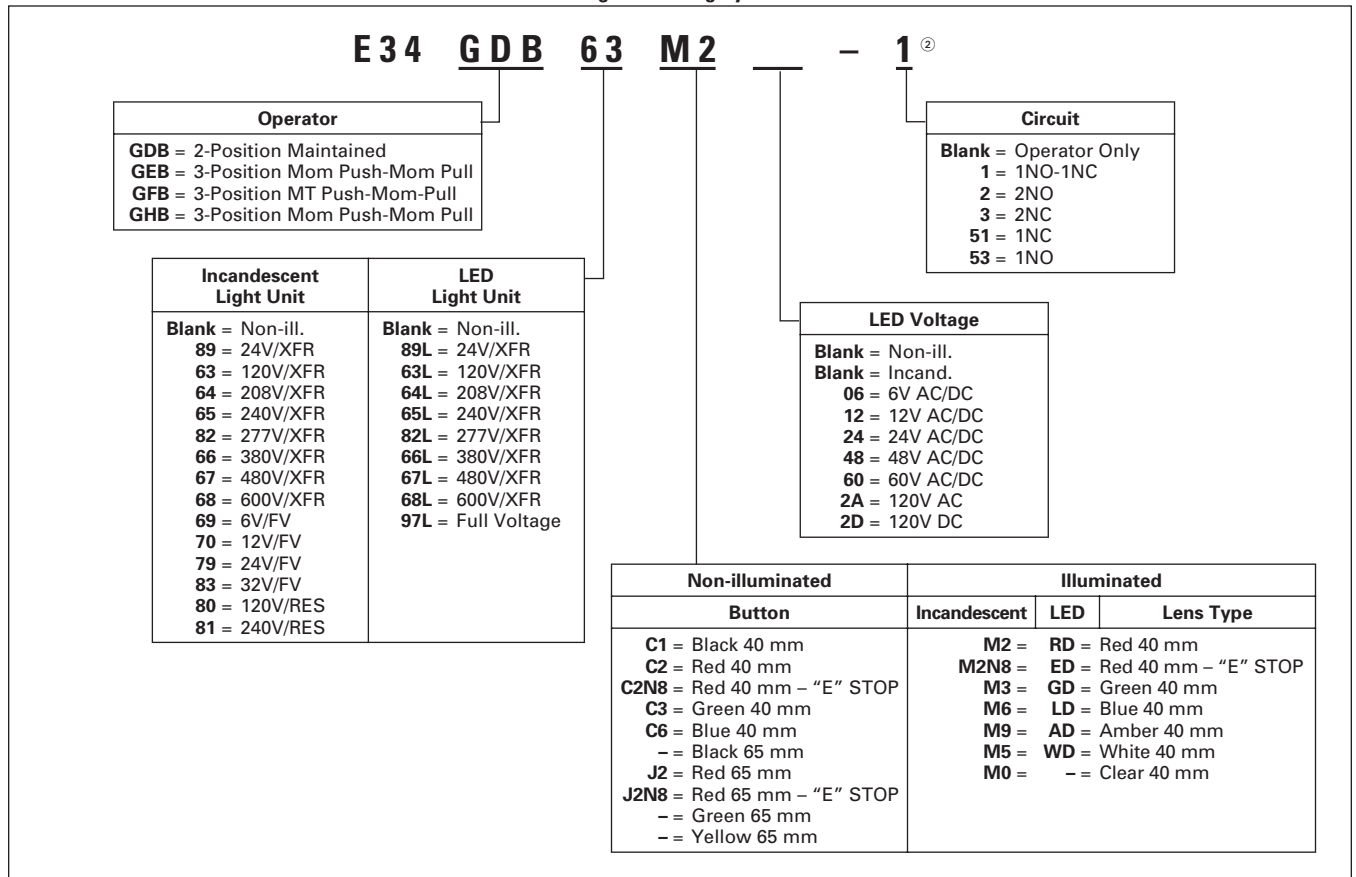 E34 GDB 63 M2 __ – 1 ②
Operator
GDB = 2-Position Maintained
GEB = 3-Position Mom Push-Mom Pull
GFB = 3-Position MT Push-Mom-Pull
GHB = 3-Position Mom Push-Mom Pull
Circuit
Blank = Operator Only
1 = 1NO-1NC
2 = 2NO
3 = 2NC
51 = 1NC
53 = 1NO
Incandescent
Light Unit
Blank = Non-ill.
89 = 24V/XFR
63 = 120V/XFR
64 = 208V/XFR
65 = 240V/XFR
82 = 277V/XFR
66 = 380V/XFR
67 = 480V/XFR
68 = 600V/XFR
69 = 6V/FV
70 = 12V/FV
79 = 24V/FV
83 = 32V/FV
80 = 120V/RES
81 = 240V/RES
LED
Light Unit
Blank = Non-ill.
89L = 24V/XFR
63L = 120V/XFR
64L = 208V/XFR
65L = 240V/XFR
82L = 277V/XFR
66L = 380V/XFR
67L = 480V/XFR
68L = 600V/XFR
97L = Full Voltage
LED Voltage
Blank = Non-ill.
Blank = Incand.
06 = 6V AC/DC
12 = 12V AC/DC
24 = 24V AC/DC
48 = 48V AC/DC
60 = 60V AC/DC
2A = 120V AC
2D = 120V DC
Non-illuminated
Button
C1 = Black 40 mm
C2 = Red 40 mm
C2N8 = Red 40 mm – “E” STOP
C3 = Green 40 mm
C6 = Blue 40 mm
– = Black 65 mm
J2 = Red 65 mm
J2N8 = Red 65 mm – “E” STOP
– = Green 65 mm
– = Yellow 65 mm
Illuminated
Incandescent LED Lens Type
M2 = RD = Red 40 mm
M2N8 = ED = Red 40 mm – “E” STOP
M3 = GD = Green 40 mm
M6 = LD = Blue 40 mm
M9 = AD = Amber 40 mm
M5 = WD = White 40 mm
M0 = – = Clear 40 mm